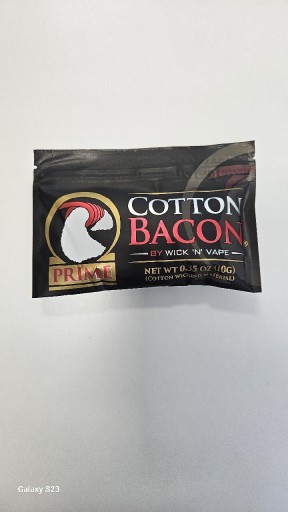 COTTON
BACON®
BY WICK 'N' VAPE
PRIME
NET WT 0.35 OZ (10G)
(COTTON WICKING MATERIAL)
Galaxy S23